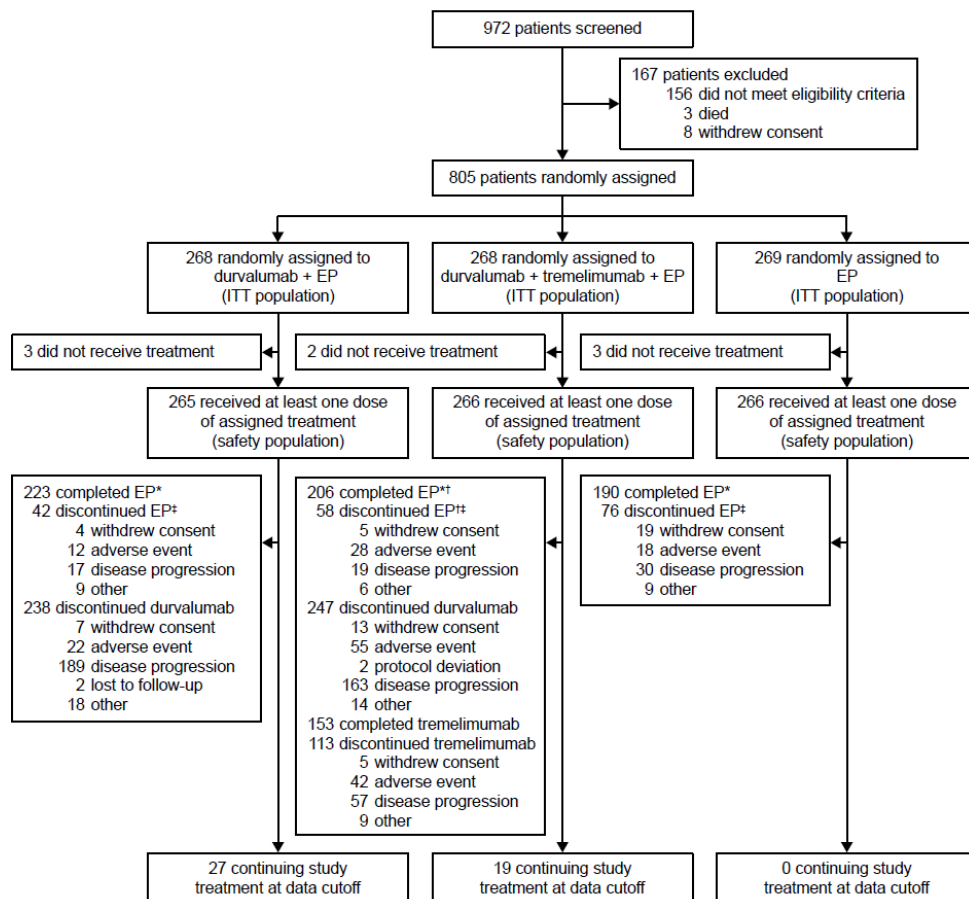 972 patients screened
167 patients excluded
156 did not meet eligibility criteria
3 died
8 withdrew consent
805 patients randomly assigned
268 randomly assigned to
durvalumab + EP
(ITT population)
268 randomly assigned to
durvalumab + tremelimumab + EP
(ITT population)
269 randomly assigned to
EP
(ITT population)
3 did not receive treatment
2 did not receive treatment
3 did not receive treatment
265 received at least one dose
of assigned treatment
(safety population)
266 received at least one dose
of assigned treatment
(safety population)
266 received at least one dose
of assigned treatment
(safety population)
223 completed EP*
42 discontinued EP‡
4 withdrew consent
12 adverse event
17 disease progression
9 other
238 discontinued durvalumab
7 withdrew consent
22 adverse event
189 disease progression
2 lost to follow-up
18 other
206 completed EP*†
58 discontinued EP†‡
5 withdrew consent
28 adverse event
19 disease progression
6 other
247 discontinued durvalumab
13 withdrew consent
55 adverse event
2 protocol deviation
163 disease progression
14 other
153 completed tremelimumab
113 discontinued tremelimumab
5 withdrew consent
42 adverse event
57 disease progression
9 other
190 completed EP*
76 discontinued EP‡
19 withdrew consent
18 adverse event
30 disease progression
9 other
27 continuing study
treatment at data cutoff
19 continuing study
treatment at data cutoff
0 continuing study
treatment at data cutoff